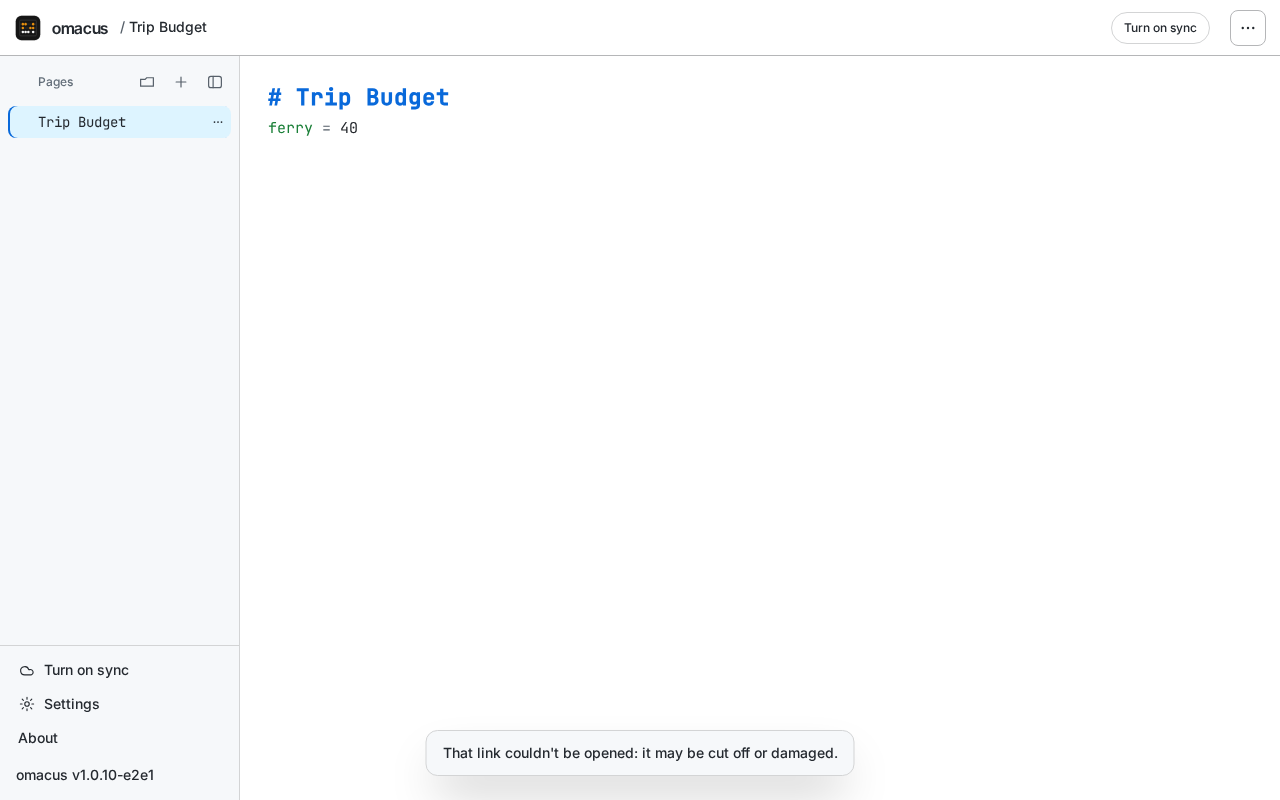 omacus / Trip Budget
Turn on sync
Pages
Trip Budget
# Trip Budget
ferry = 40
Turn on sync
Settings
About
omacus v1.0.10-e2e1
That link couldn't be opened: it may be cut off or damaged.